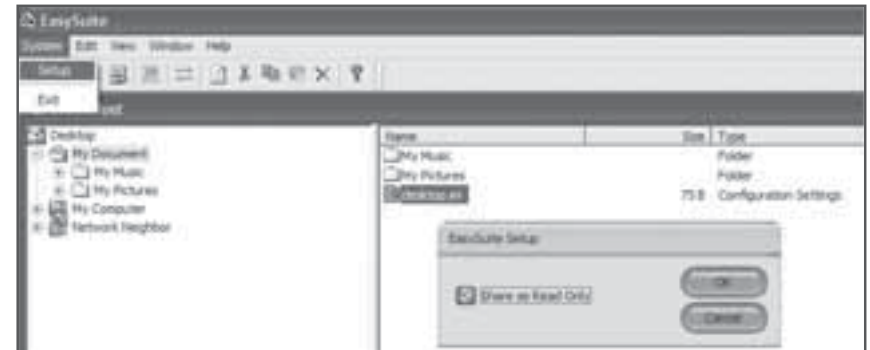 EasySuite
System Edit View Window Help
Setup
Exit
Desktop
My Document
My Music
My Pictures
My Computer
Network Neighbor
Name Size Type
My Music Folder
My Pictures Folder
desktop.ini 75 B Configuration Settings
EasySuite Setup
Share as Read Only
OK
Cancel